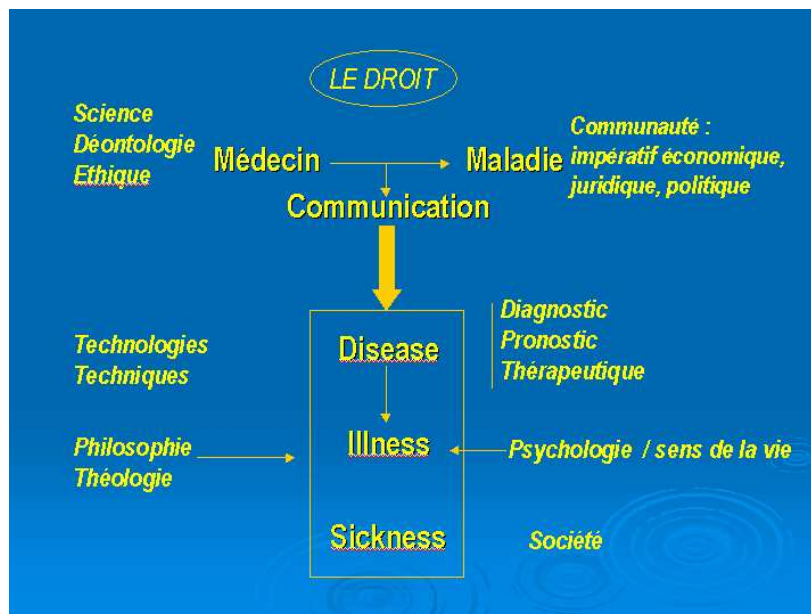 LE DROIT
Science
Déontologie
Ethique
Médecin
Maladie
Communauté :
impératif économique,
juridique, politique
Communication
Technologies
Techniques
Disease
Diagnostic
Pronostic
Thérapeutique
Philosophie
Théologie
Illness
Psychologie / sens de la vie
Sickness
Société